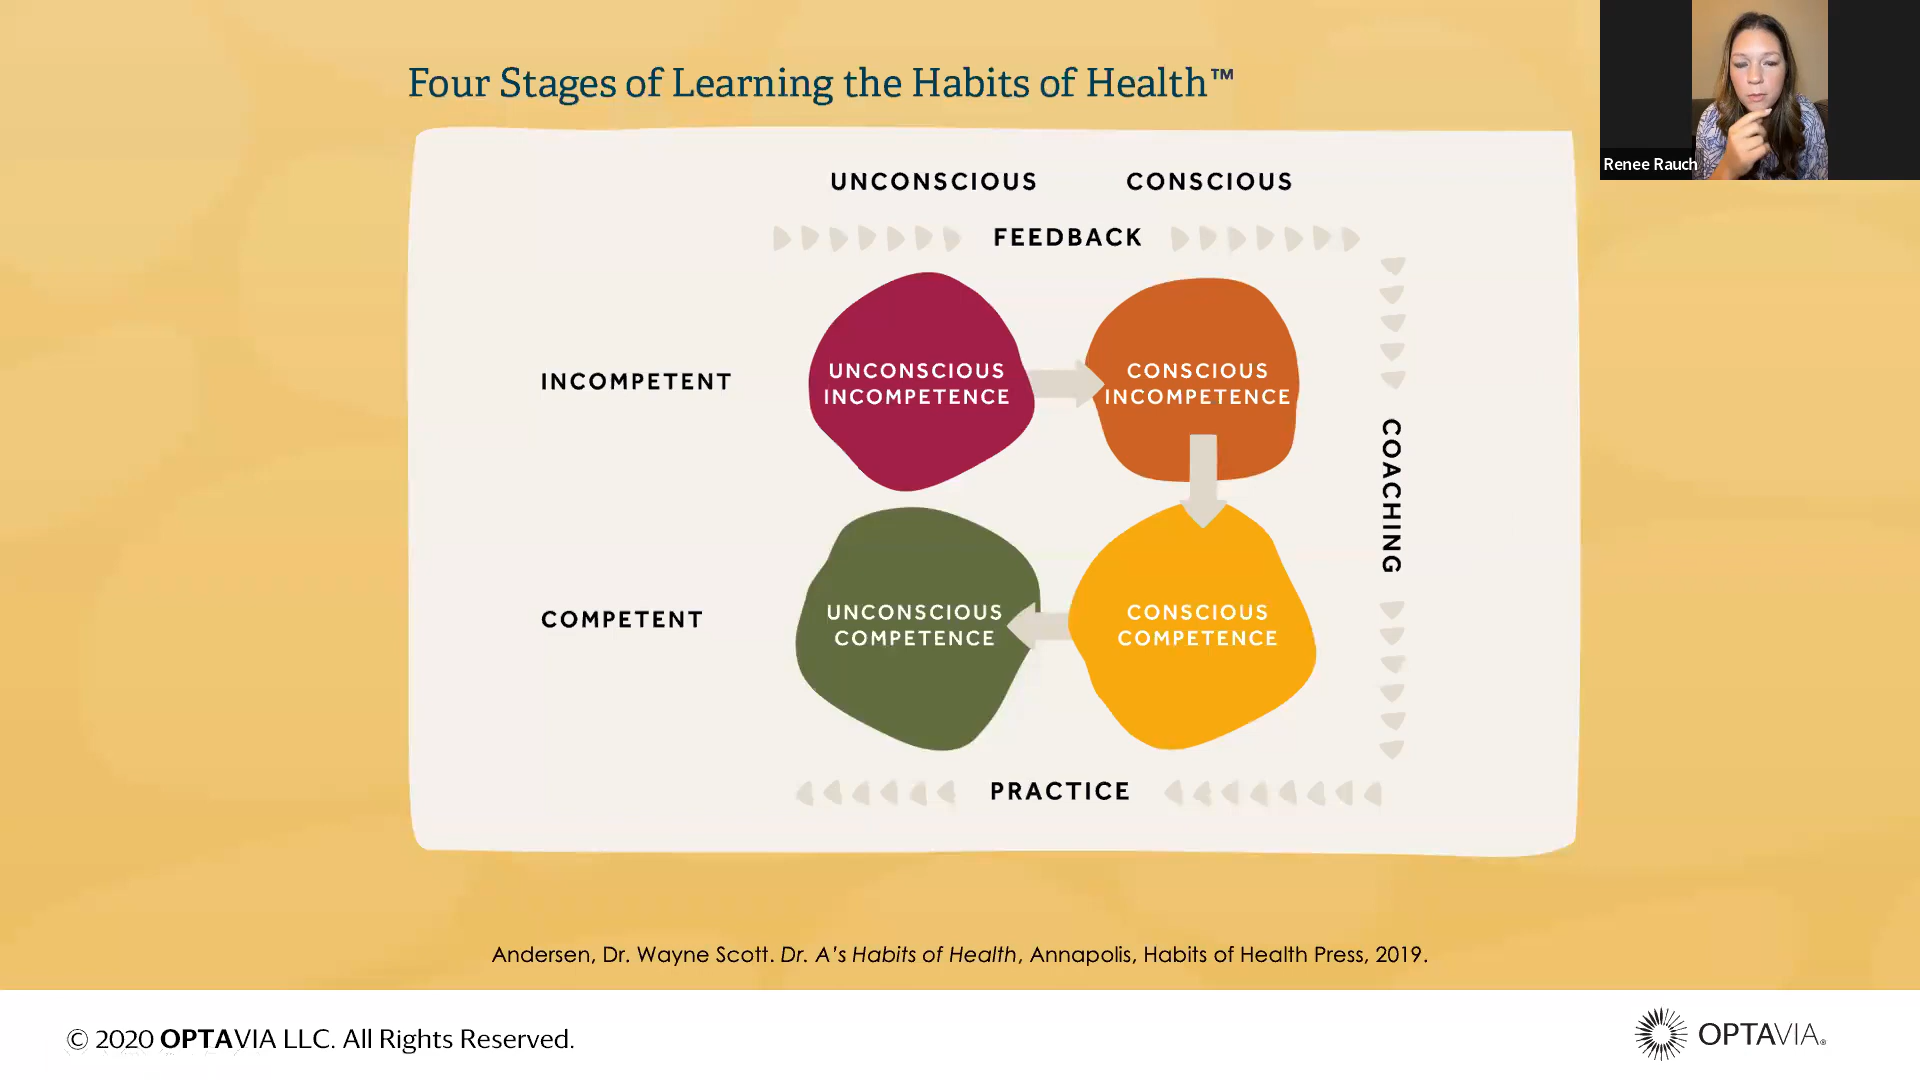 Four Stages of Learning the Habits of Health™
Renee Rauch
UNCONSCIOUS CONSCIOUS
FEEDBACK
INCOMPETENT
UNCONSCIOUS
INCOMPETENCE
CONSCIOUS
INCOMPETENCE
COACHING
COMPETENT
UNCONSCIOUS
COMPETENCE
CONSCIOUS
COMPETENCE
PRACTICE
Andersen, Dr. Wayne Scott. Dr. A’s Habits of Health, Annapolis, Habits of Health Press, 2019.
© 2020 OPTAVIA LLC. All Rights Reserved.
OPTAVIA®